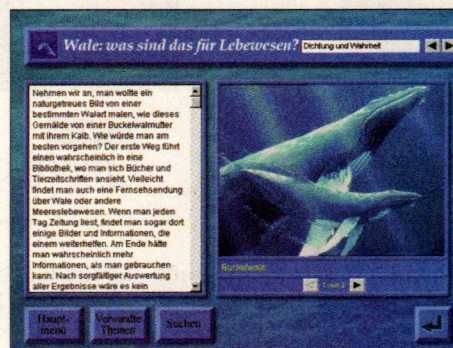 Wale: was sind das für Lebewesen?
Dichtung und Wahrheit
Nehmen wir an, man wollte ein
naturgetreues Bild von einer
bestimmten Walart malen, wie dieses
Gemälde von einer Buckelwalmutter
mit ihrem Kalb. Wie würde man am
besten vorgehen? Der erste Weg führt
einen wahrscheinlich in eine
Bibliothek, wo man sich Bücher und
Tierzeitschriften ansieht. Vielleicht
findet man auch eine Fernsehsendung
über Wale oder andere
Meereslebewesen. Wenn man jeden
Tag Zeitung liest, findet man sogar dort
einige Bilder und Informationen, die
einem weiterhelfen. Am Ende hätte
man wahrscheinlich mehr
Informationen, als man gebrauchen
kann. Nach sorgfältiger Auswertung
aller Ergebnisse wäre es kein
Buckelwale
1 von 2
Haupt-
menü
Verwandte
Themen
Suchen